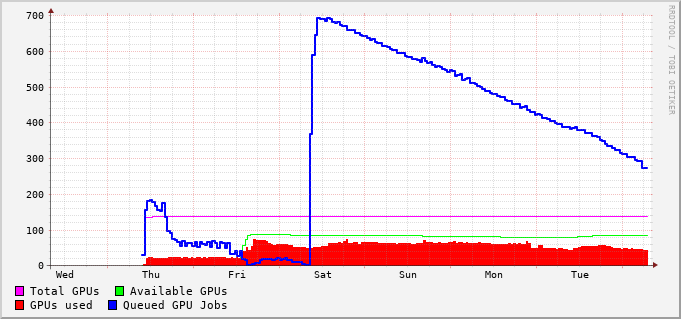 700
600
500
400
300
200
100
0
Wed Thu Fri Sat Sun Mon Tue
Total GPUs Available GPUs
GPUs used Queued GPU Jobs
RRDTOOL / TOBI OETIKER